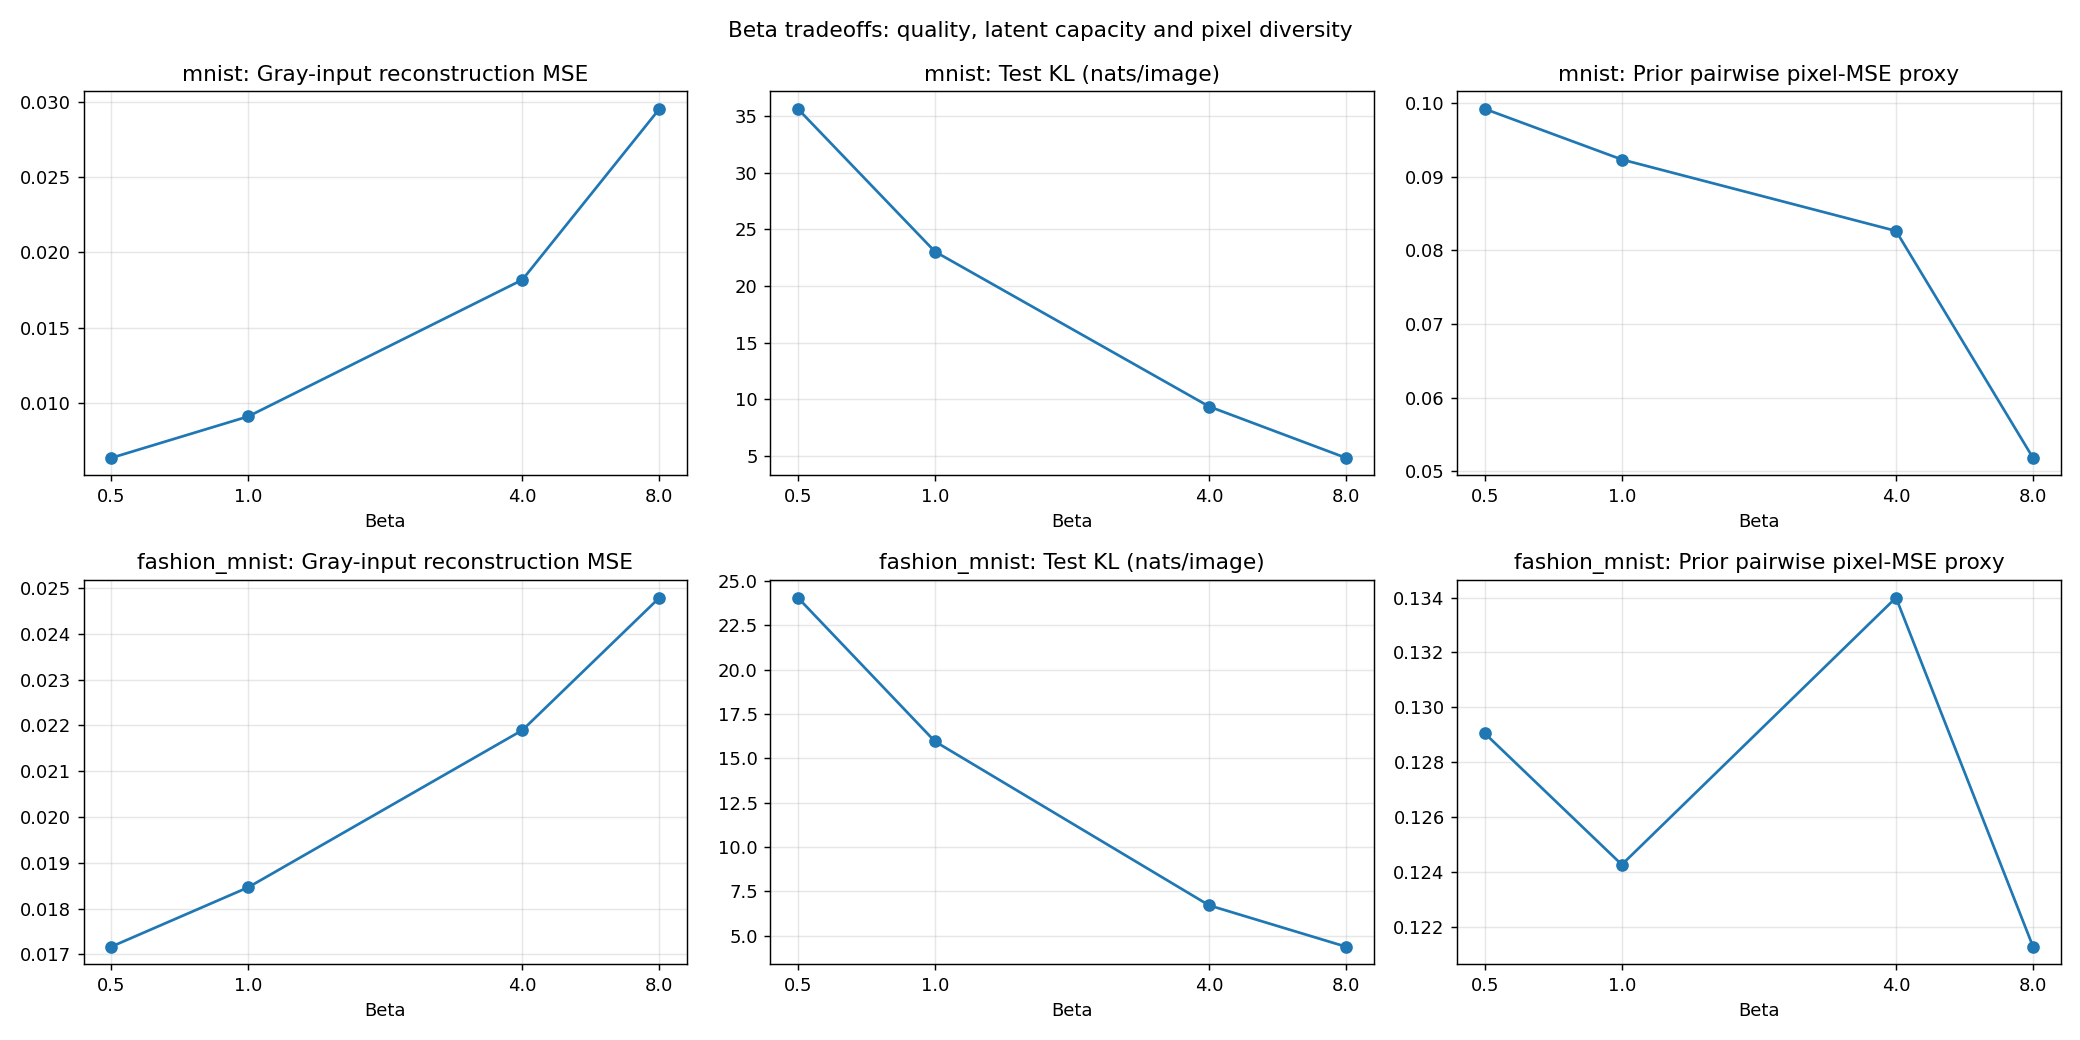 Beta tradeoffs: quality, latent capacity and pixel diversity
mnist: Gray-input reconstruction MSE
0.030
0.025
0.020
0.015
0.010
0.5 1.0 4.0 8.0
Beta
mnist: Test KL (nats/image)
35
30
25
20
15
10
5
0.5 1.0 4.0 8.0
Beta
mnist: Prior pairwise pixel-MSE proxy
0.10
0.09
0.08
0.07
0.06
0.05
0.5 1.0 4.0 8.0
Beta
fashion_mnist: Gray-input reconstruction MSE
0.025
0.024
0.023
0.022
0.021
0.020
0.019
0.018
0.017
0.5 1.0 4.0 8.0
Beta
fashion_mnist: Test KL (nats/image)
25.0
22.5
20.0
17.5
15.0
12.5
10.0
7.5
5.0
0.5 1.0 4.0 8.0
Beta
fashion_mnist: Prior pairwise pixel-MSE proxy
0.134
0.132
0.130
0.128
0.126
0.124
0.122
0.5 1.0 4.0 8.0
Beta